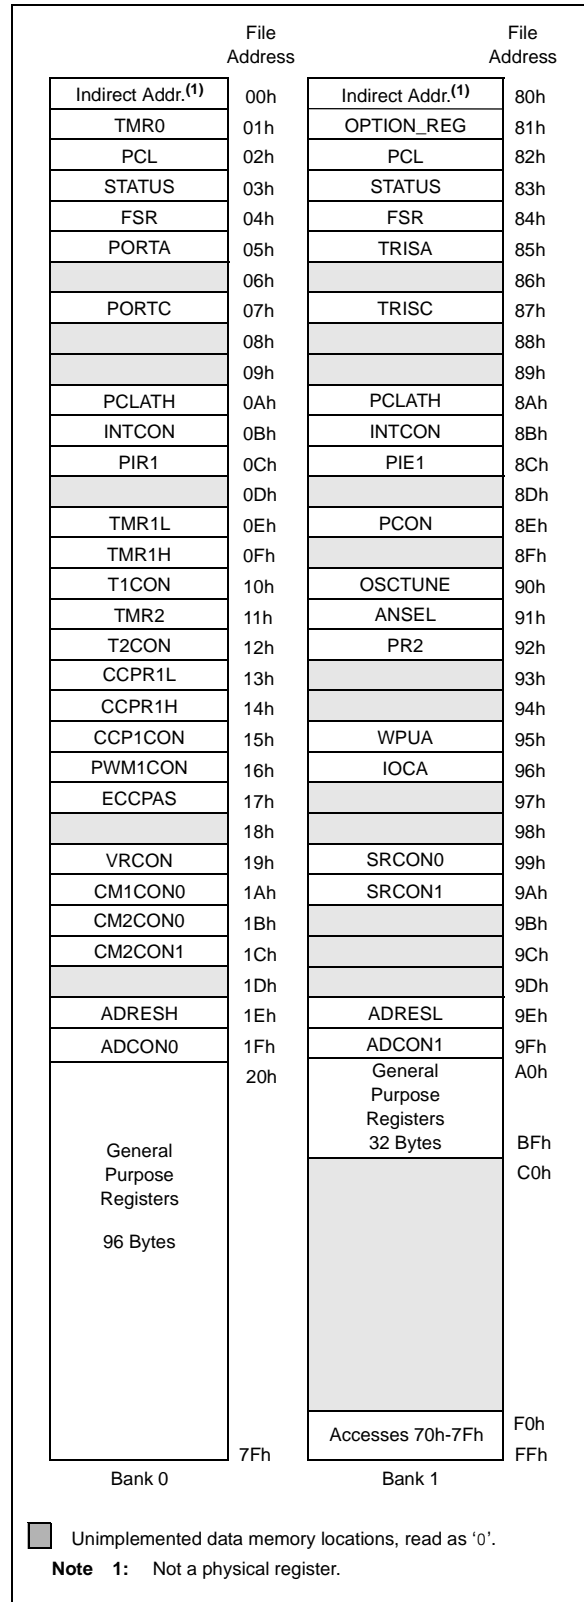 File Address File Address
Indirect Addr.(1) 00h Indirect Addr.(1) 80h
TMR0 01h OPTION_REG 81h
PCL 02h PCL 82h
STATUS 03h STATUS 83h
FSR 04h FSR 84h
PORTA 05h TRISA 85h
06h 86h
PORTC 07h TRISC 87h
08h 88h
09h 89h
PCLATH 0Ah PCLATH 8Ah
INTCON 0Bh INTCON 8Bh
PIR1 0Ch PIE1 8Ch
0Dh 8Dh
TMR1L 0Eh PCON 8Eh
TMR1H 0Fh 8Fh
T1CON 10h OSCTUNE 90h
TMR2 11h ANSEL 91h
T2CON 12h PR2 92h
CCPR1L 13h 93h
CCPR1H 14h 94h
CCP1CON 15h WPUA 95h
PWM1CON 16h IOCA 96h
ECCPAS 17h 97h
18h 98h
VRCON 19h SRCON0 99h
CM1CON0 1Ah SRCON1 9Ah
CM2CON0 1Bh 9Bh
CM2CON1 1Ch 9Ch
1Dh 9Dh
ADRESH 1Eh ADRESL 9Eh
ADCON0 1Fh ADCON1 9Fh
20h General A0h
Purpose
Registers
32 Bytes BFh
General
Purpose C0h
Registers
96 Bytes
Accesses 70h-7Fh F0h
7Fh FFh
Bank 0 Bank 1
Unimplemented data memory locations, read as ‘0’.
Note 1: Not a physical register.